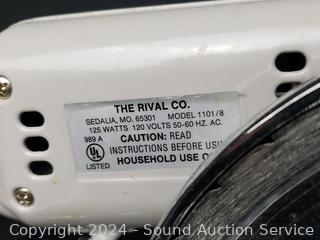 THE RIVAL CO.
SEDALIA, MO. 65301 MODEL 1101/8
125 WATTS 120 VOLTS 50-60 HZ. AC.
989 A CAUTION: READ
UL INSTRUCTIONS BEFORE USI
LISTED HOUSEHOLD USE O
Copyright 2024 - Sound Auction Service